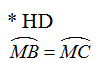 * HD
MB = MC